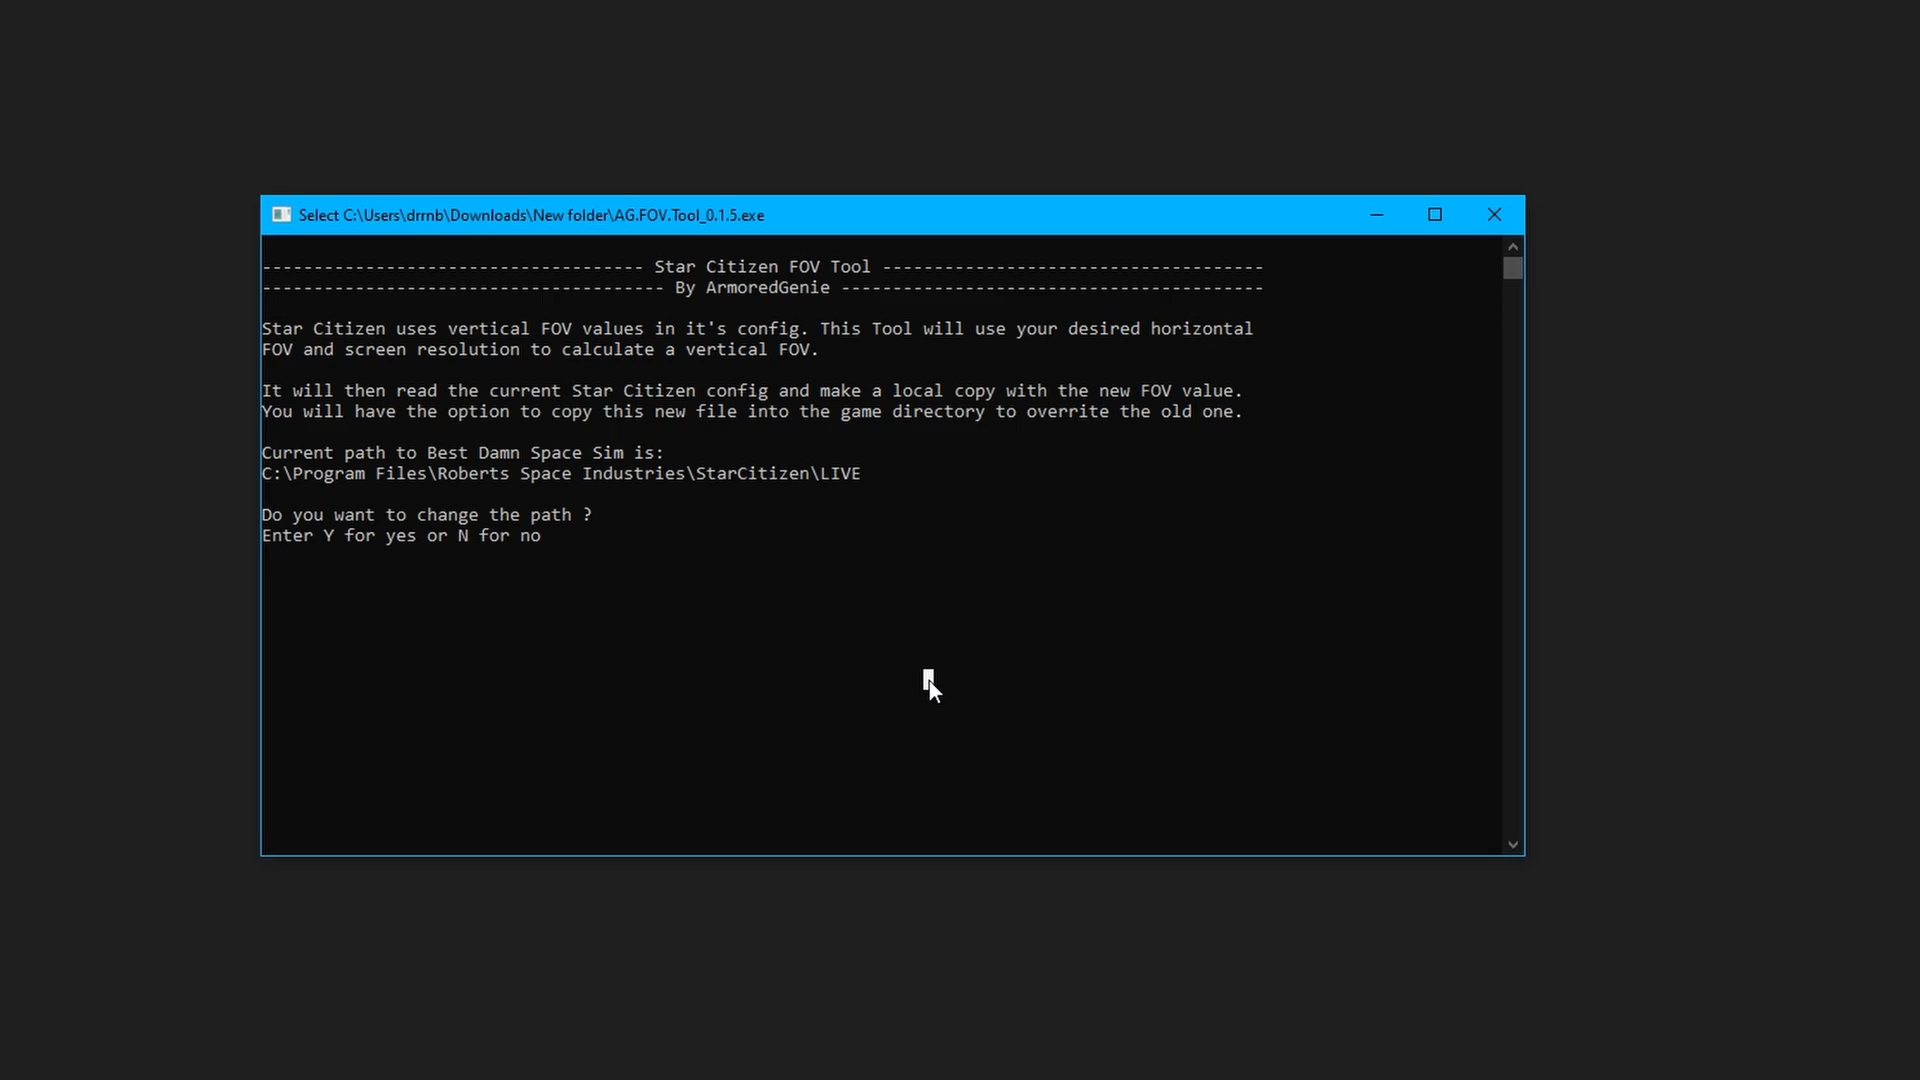 Select C:\Users\drrnb\Downloads\New folder\AG.FOV.Tool_0.1.5.exe
------------------------------------- Star Citizen FOV Tool -------------------------------------
--------------------------------------- By ArmoredGenie -----------------------------------------
Star Citizen uses vertical FOV values in it's config. This Tool will use your desired horizontal
FOV and screen resolution to calculate a vertical FOV.
It will then read the current Star Citizen config and make a local copy with the new FOV value.
You will have the option to copy this new file into the game directory to overrite the old one.
Current path to Best Damn Space Sim is:
C:\Program Files\Roberts Space Industries\StarCitizen\LIVE
Do you want to change the path ?
Enter Y for yes or N for no